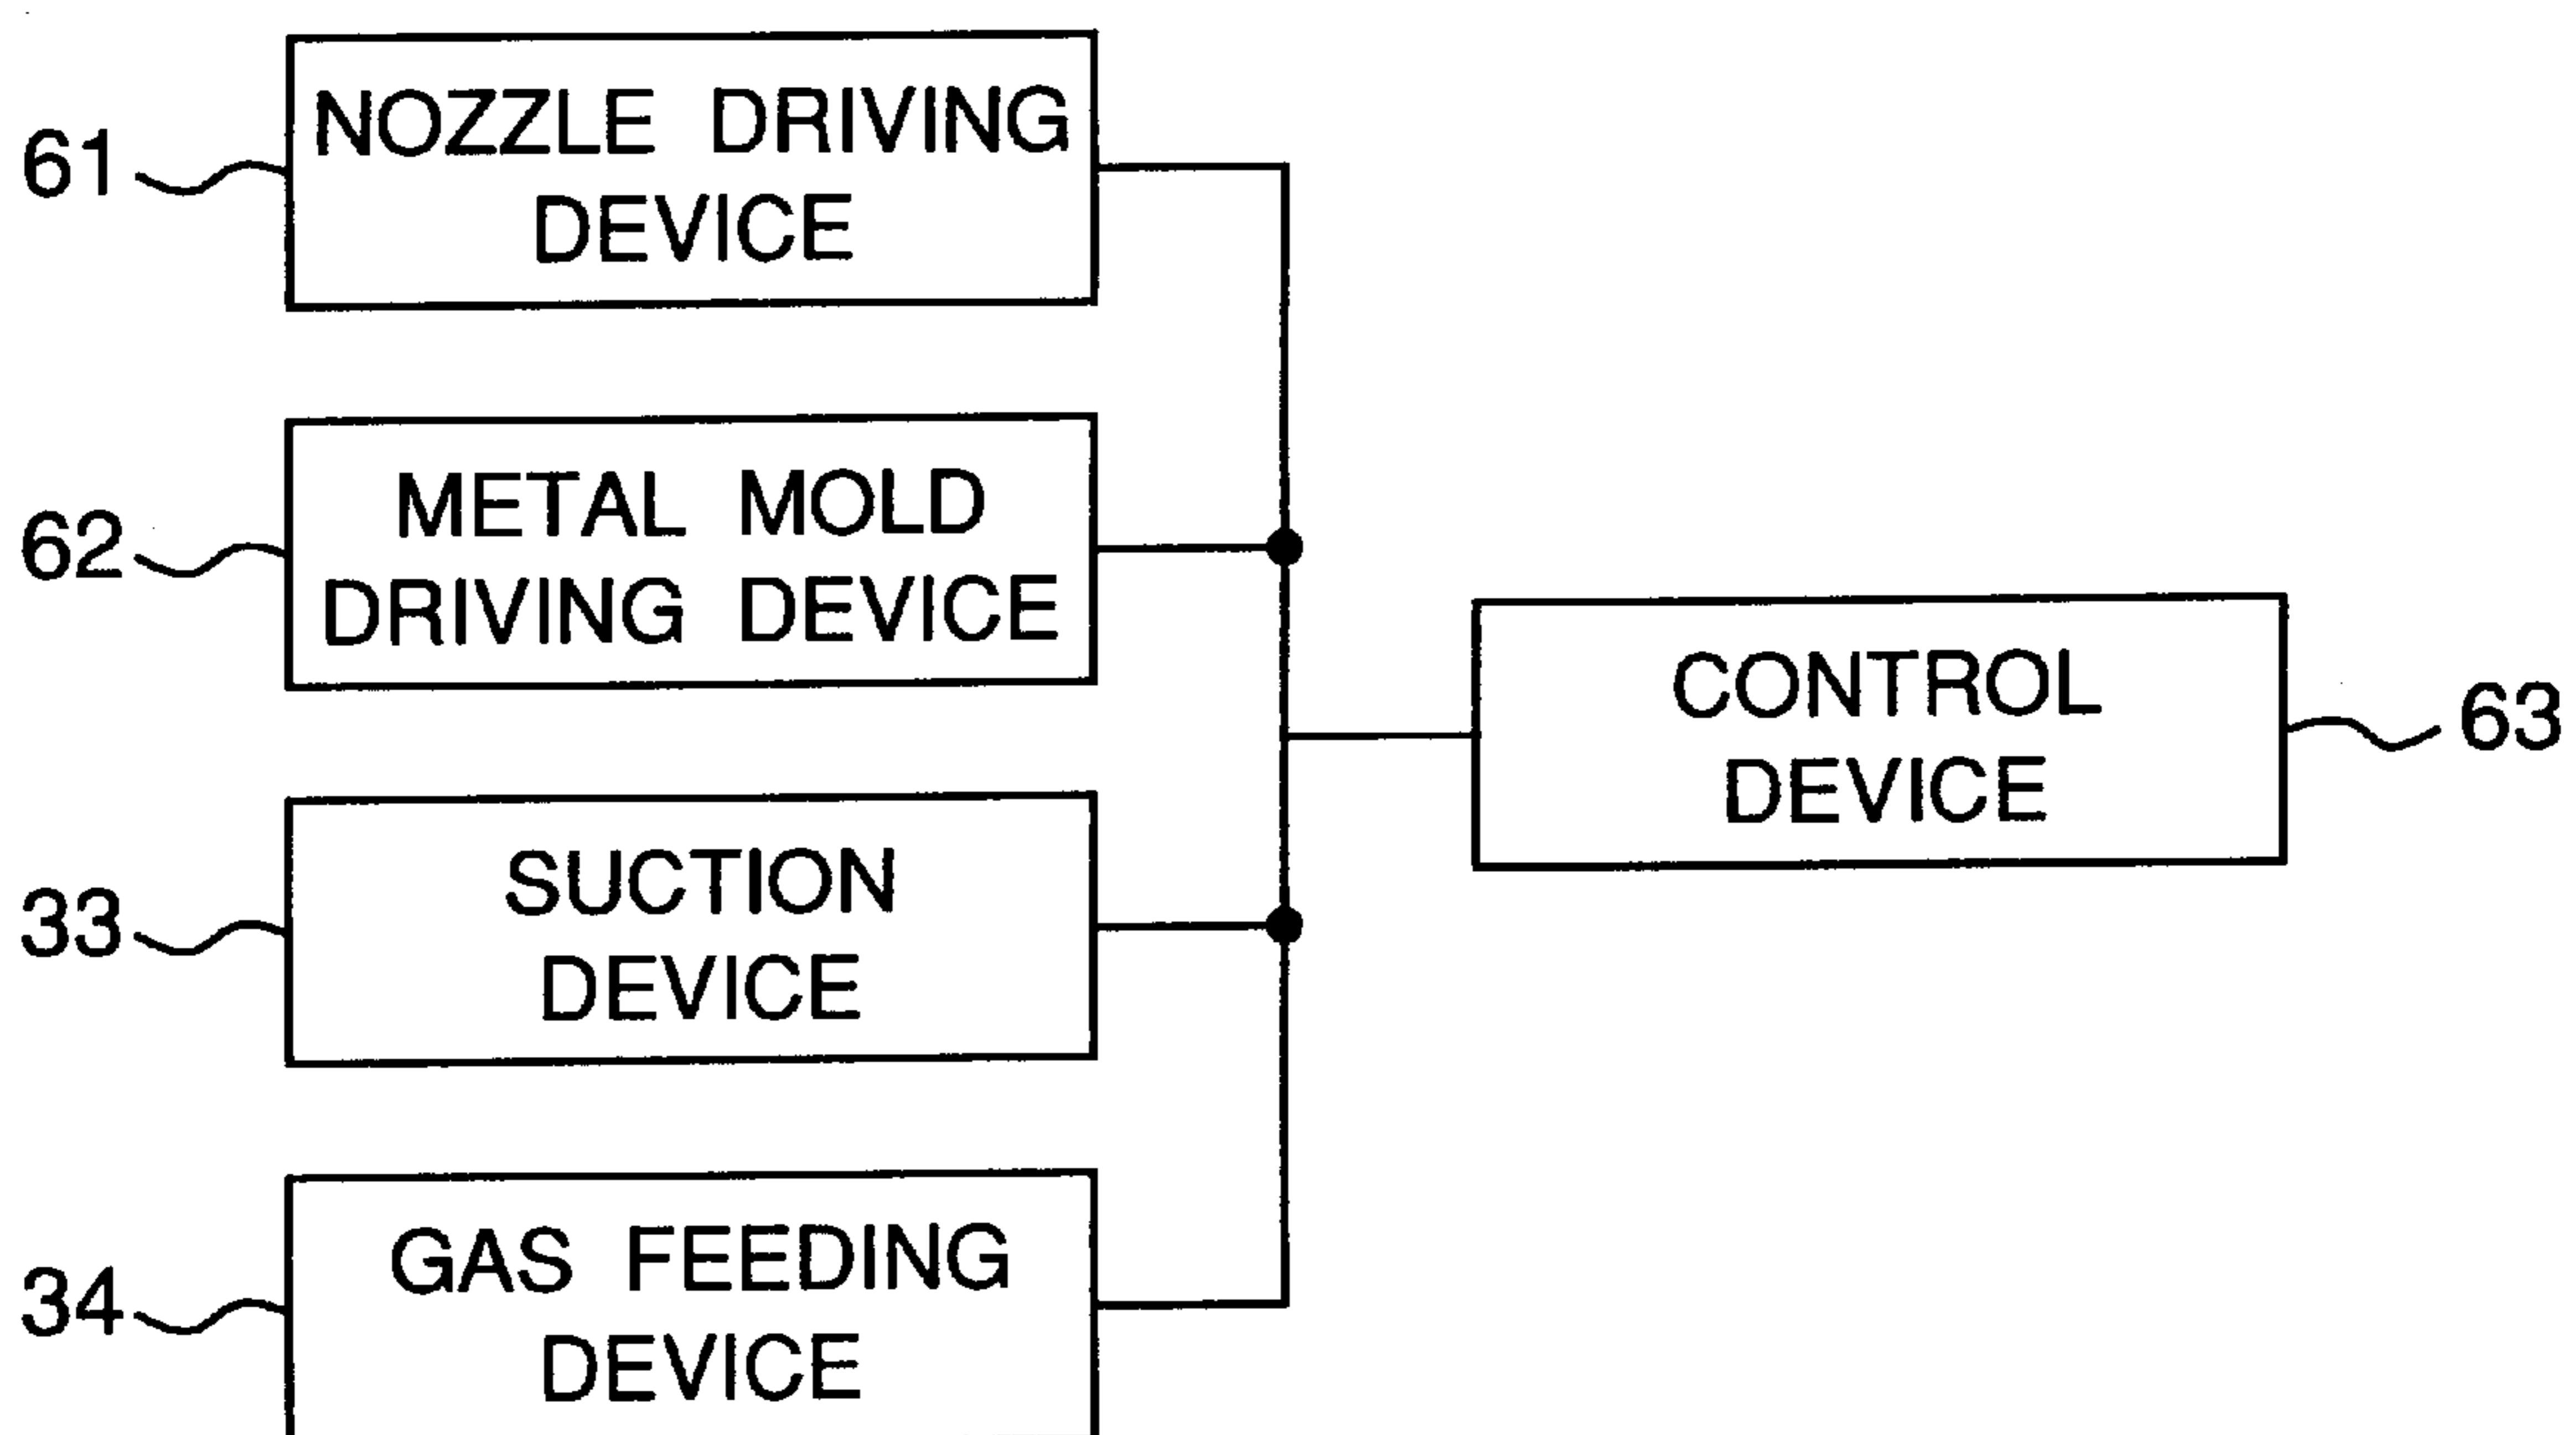 61
NOZZLE DRIVING
DEVICE
62
METAL MOLD
DRIVING DEVICE
33
SUCTION
DEVICE
34
GAS FEEDING
DEVICE
CONTROL
DEVICE
63